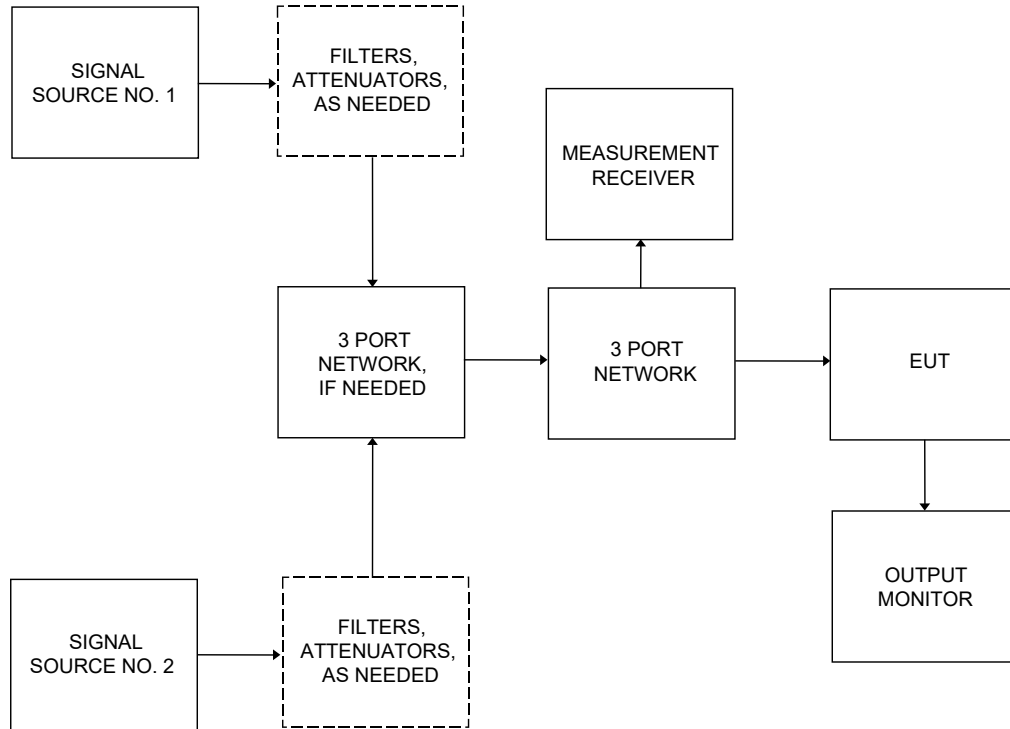 SIGNAL
SOURCE NO. 1
FILTERS,
ATTENUATORS,
AS NEEDED
MEASUREMENT
RECEIVER
3 PORT
NETWORK,
IF NEEDED
3 PORT
NETWORK
EUT
OUTPUT
MONITOR
SIGNAL
SOURCE NO. 2
FILTERS,
ATTENUATORS,
AS NEEDED